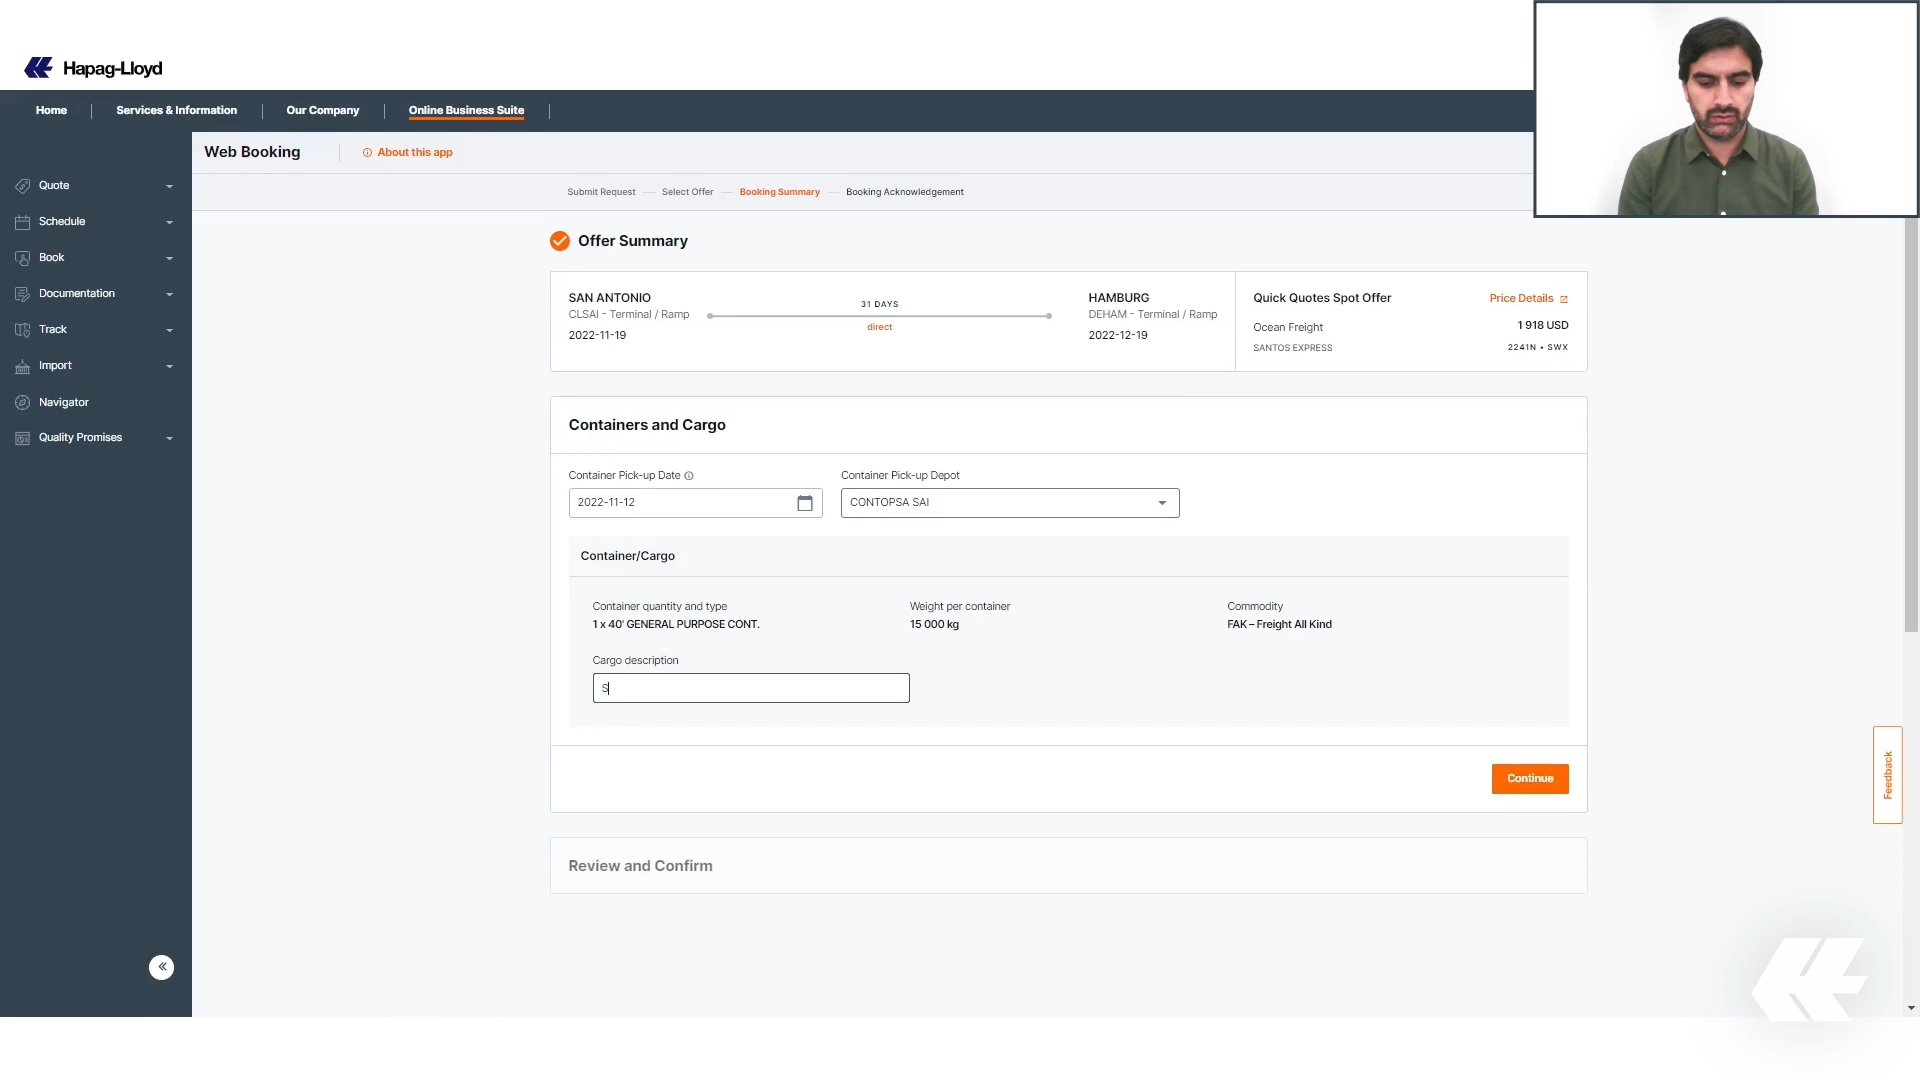 Hapag-Lloyd
Home
Services & Information
Our Company
Online Business Suite
Web Booking
About this app
Submit Request
Select Offer
Booking Summary
Booking Acknowledgement
Quote
Schedule
Book
Documentation
Track
Import
Navigator
Quality Promises
Offer Summary
SAN ANTONIO
CLSAI - Terminal / Ramp
2022-11-19
31 DAYS
direct
HAMBURG
DEHAM - Terminal / Ramp
2022-12-19
Quick Quotes Spot Offer
Price Details
Ocean Freight
1 918 USD
SANTOS EXPRESS
2241N • SWX
Containers and Cargo
Container Pick-up Date
2022-11-12
Container Pick-up Depot
CONTOPSA SAI
Container/Cargo
Container quantity and type
1 x 40' GENERAL PURPOSE CONT.
Weight per container
15 000 kg
Commodity
FAK – Freight All Kind
Cargo description
S
Continue
Feedback
Review and Confirm